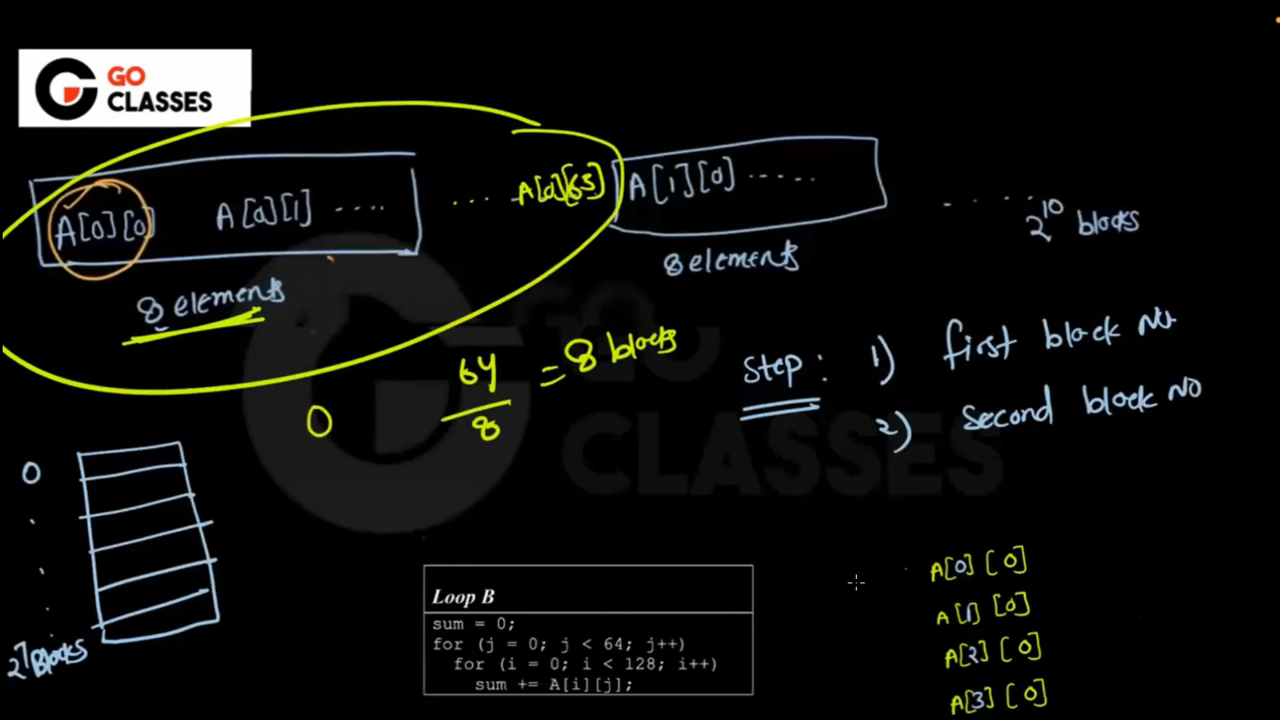 GO
CLASSES
A[0][0] A[0][1] .... ... A[0][63] A[1][0] ...... ..... 2^10 blocks
8 elements
8 elements
64
8
= 8 blocks
0
Step : 1) first block No
2) Second block No
0
2^7 Blocks
GO
CLASSES
Loop B
sum = 0;
for (j = 0; j < 64; j++)
for (i = 0; i < 128; i++)
sum += A[i][j];
A[0] [0]
A[1] [0]
A[2] [0]
A[3] [0]